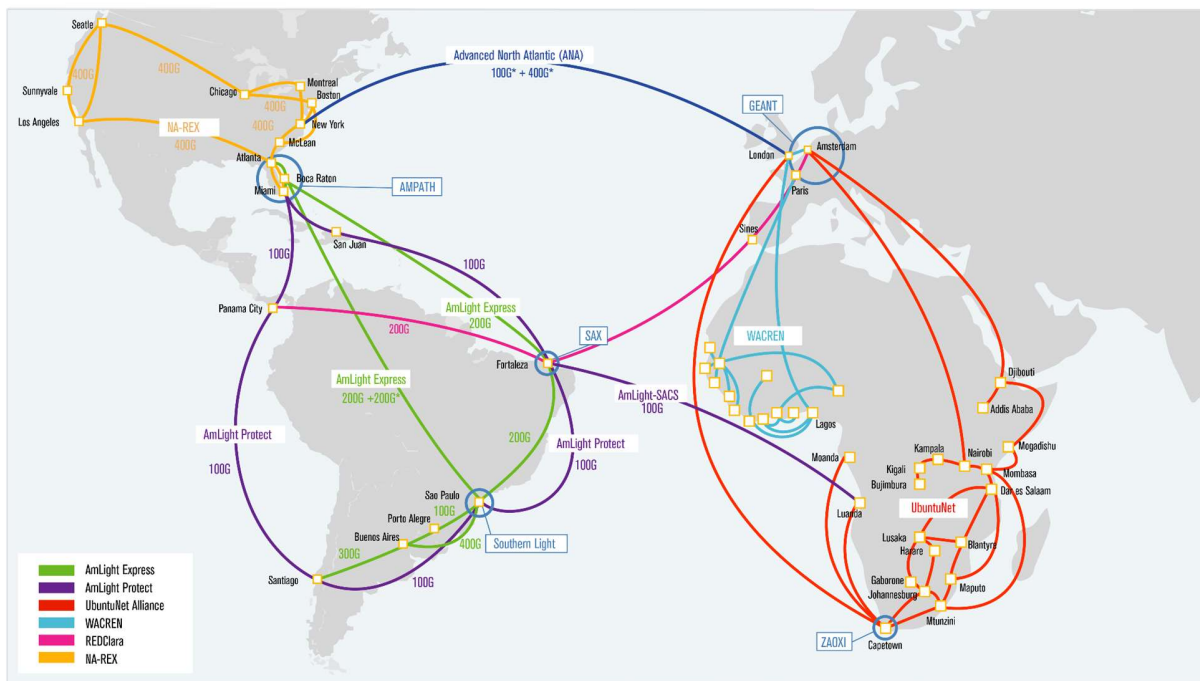 Seatle
400G
400G
Sunnyvale
Los Angeles
Chicago
Montreal
Boston
400G
400G
New York
NA-REX
400G
McLean
Atlanta
Boca Raton
Miami
AMPATH
Advanced North Atlantic (ANA)
100G* + 400G*
GEANT
London
Amsterdam
Paris
Sines
100G
San Juan
100G
Panama City
AmLight Express
200G
200G
SAX
Fortaleza
WACREN
AmLight Express
200G +200G*
AmLight-SACS
100G
Lagos
Djibouti
Addis Ababa
Mogadishu
AmLight Protect
100G
200G
AmLight Protect
100G
Moanda
Kampala
Nairobi
Kigali
Mombasa
Bujimbura
Dar es Salaam
Luanda
UbuntuNet
Sao Paulo
100G
Porto Alegre
Buenos Aires
400G
Southern Light
300G
Santiago
100G
Lusaka
Harare
Blantyre
Gaborone
Johannesburg
Maputo
Mtunzini
ZAOXI
Capetown
AmLight Express
AmLight Protect
UbuntuNet Alliance
WACREN
REDClara
NA-REX